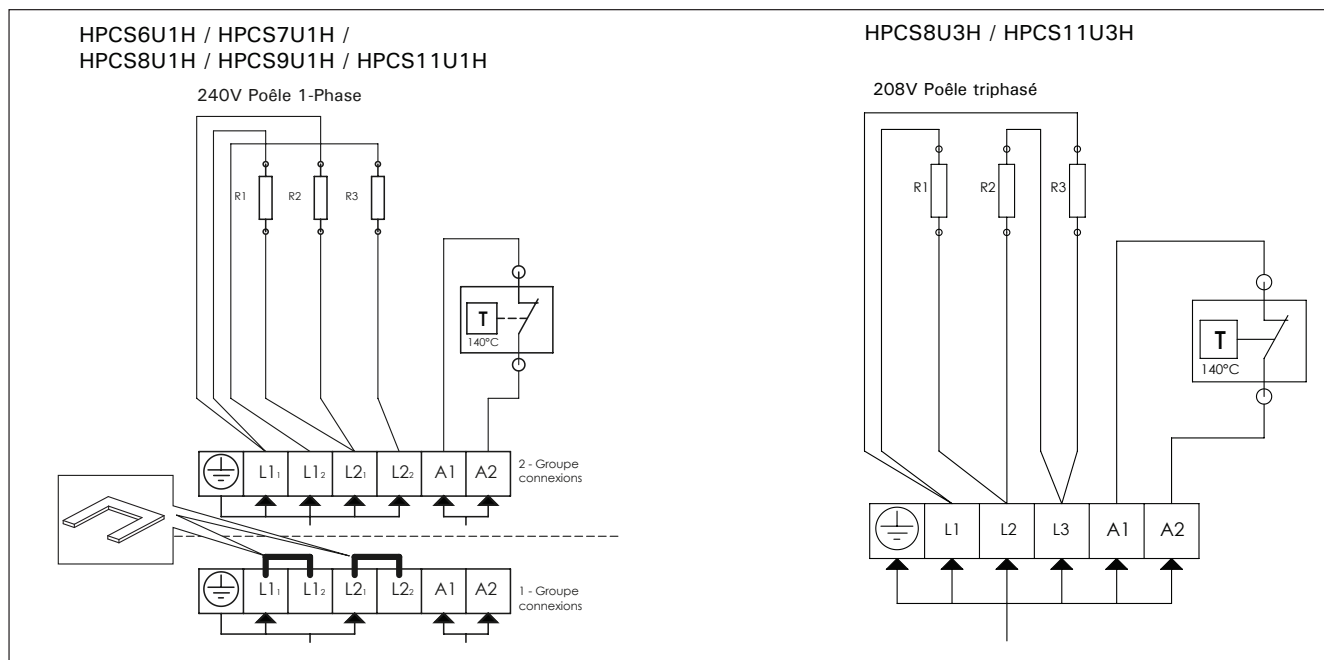 HPCS6U1H / HPCS7U1H /
HPCS8U1H / HPCS9U1H / HPCS11U1H
240V Poêle 1-Phase
R1 R2 R3
T
140°C
L1₁ L1₂ L2₁ L2₂ A1 A2
2 - Groupe
connexions
L1₁ L1₂ L2₁ L2₂ A1 A2
1 - Groupe
connexions
HPCS8U3H / HPCS11U3H
208V Poêle triphasé
R1 R2 R3
T
140°C
L1 L2 L3 A1 A2